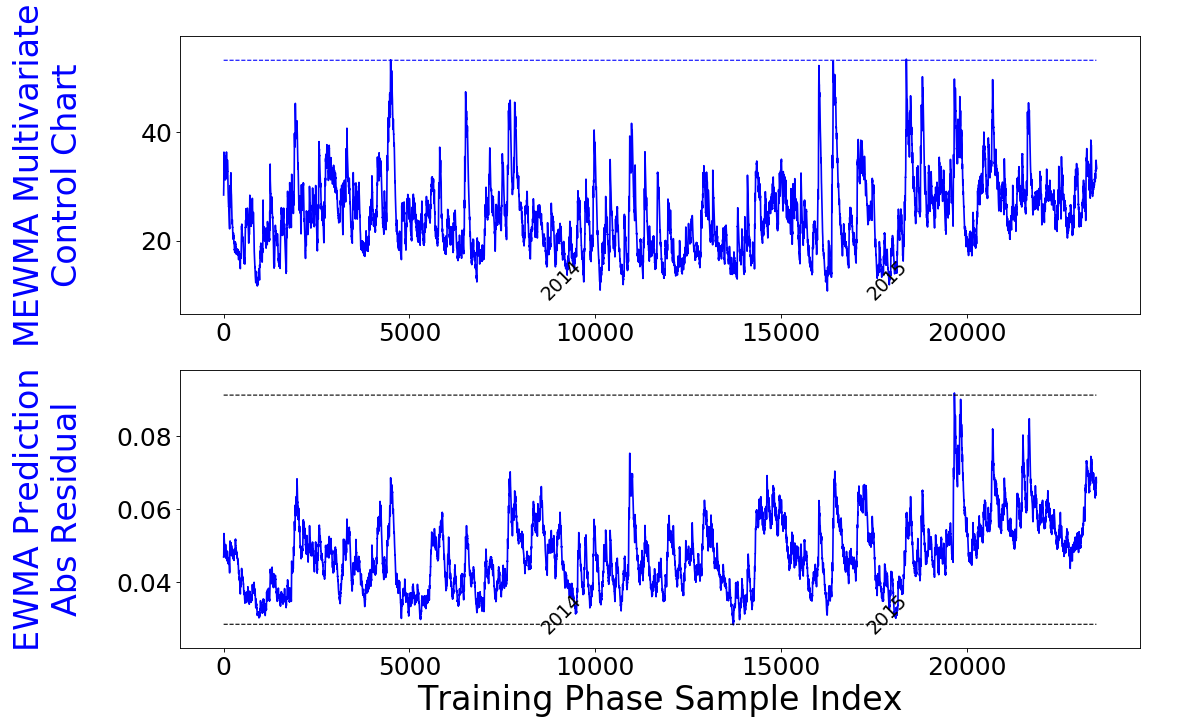 MEWMA Multivariate
Control Chart
40
20
2014
2015
0 5000 10000 15000 20000
EWMA Prediction
Abs Residual
0.08
0.06
0.04
2014
2015
0 5000 10000 15000 20000
Training Phase Sample Index